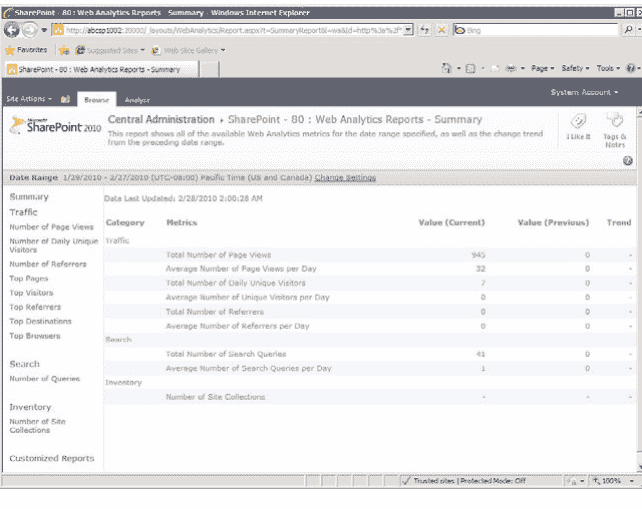 SharePoint - 80 : Web Analytics Reports - Summary - Windows Internet Explorer
Bing
Favorites Suggested Sites Web Slice Gallery
SharePoint - 80 : Web Analytics Reports - Summary
Page Safety Tools
System Account
Site Actions Browse Analyze
Microsoft
SharePoint 2010
Central Administration SharePoint - 80 : Web Analytics Reports - Summary
This report shows all of the available Web Analytics metrics for the date range specified, as well as the change trend
from the preceding date range.
I Like It
Tags & Notes
Date Range 1/29/2010 - 2/27/2010 (UTC-08:00) Pacific Time (US and Canada) Change Settings
Summary
Traffic
Number of Page Views
Number of Daily Unique
Visitors
Number of Referrers
Top Pages
Top Visitors
Top Referrers
Top Destinations
Top Browsers
Search
Number of Queries
Inventory
Number of Site
Collections
Customized Reports
Data Last Updated: 2/28/2010 2:00:28 AM
Category Metrics Value (Current) Value (Previous) Trend
Traffic
Total Number of Page Views 945 0 -
Average Number of Page Views per Day 32 0 -
Total Number of Daily Unique Visitors 7 0 -
Average Number of Unique Visitors per Day 0 0 -
Total Number of Referrers 0 0 -
Average Number of Referrers per Day 0 0 -
Search
Total Number of Search Queries 41 0 -
Average Number of Search Queries per Day 1 0 -
Inventory
Number of Site Collections - - -
Trusted sites | Protected Mode: Off 100%